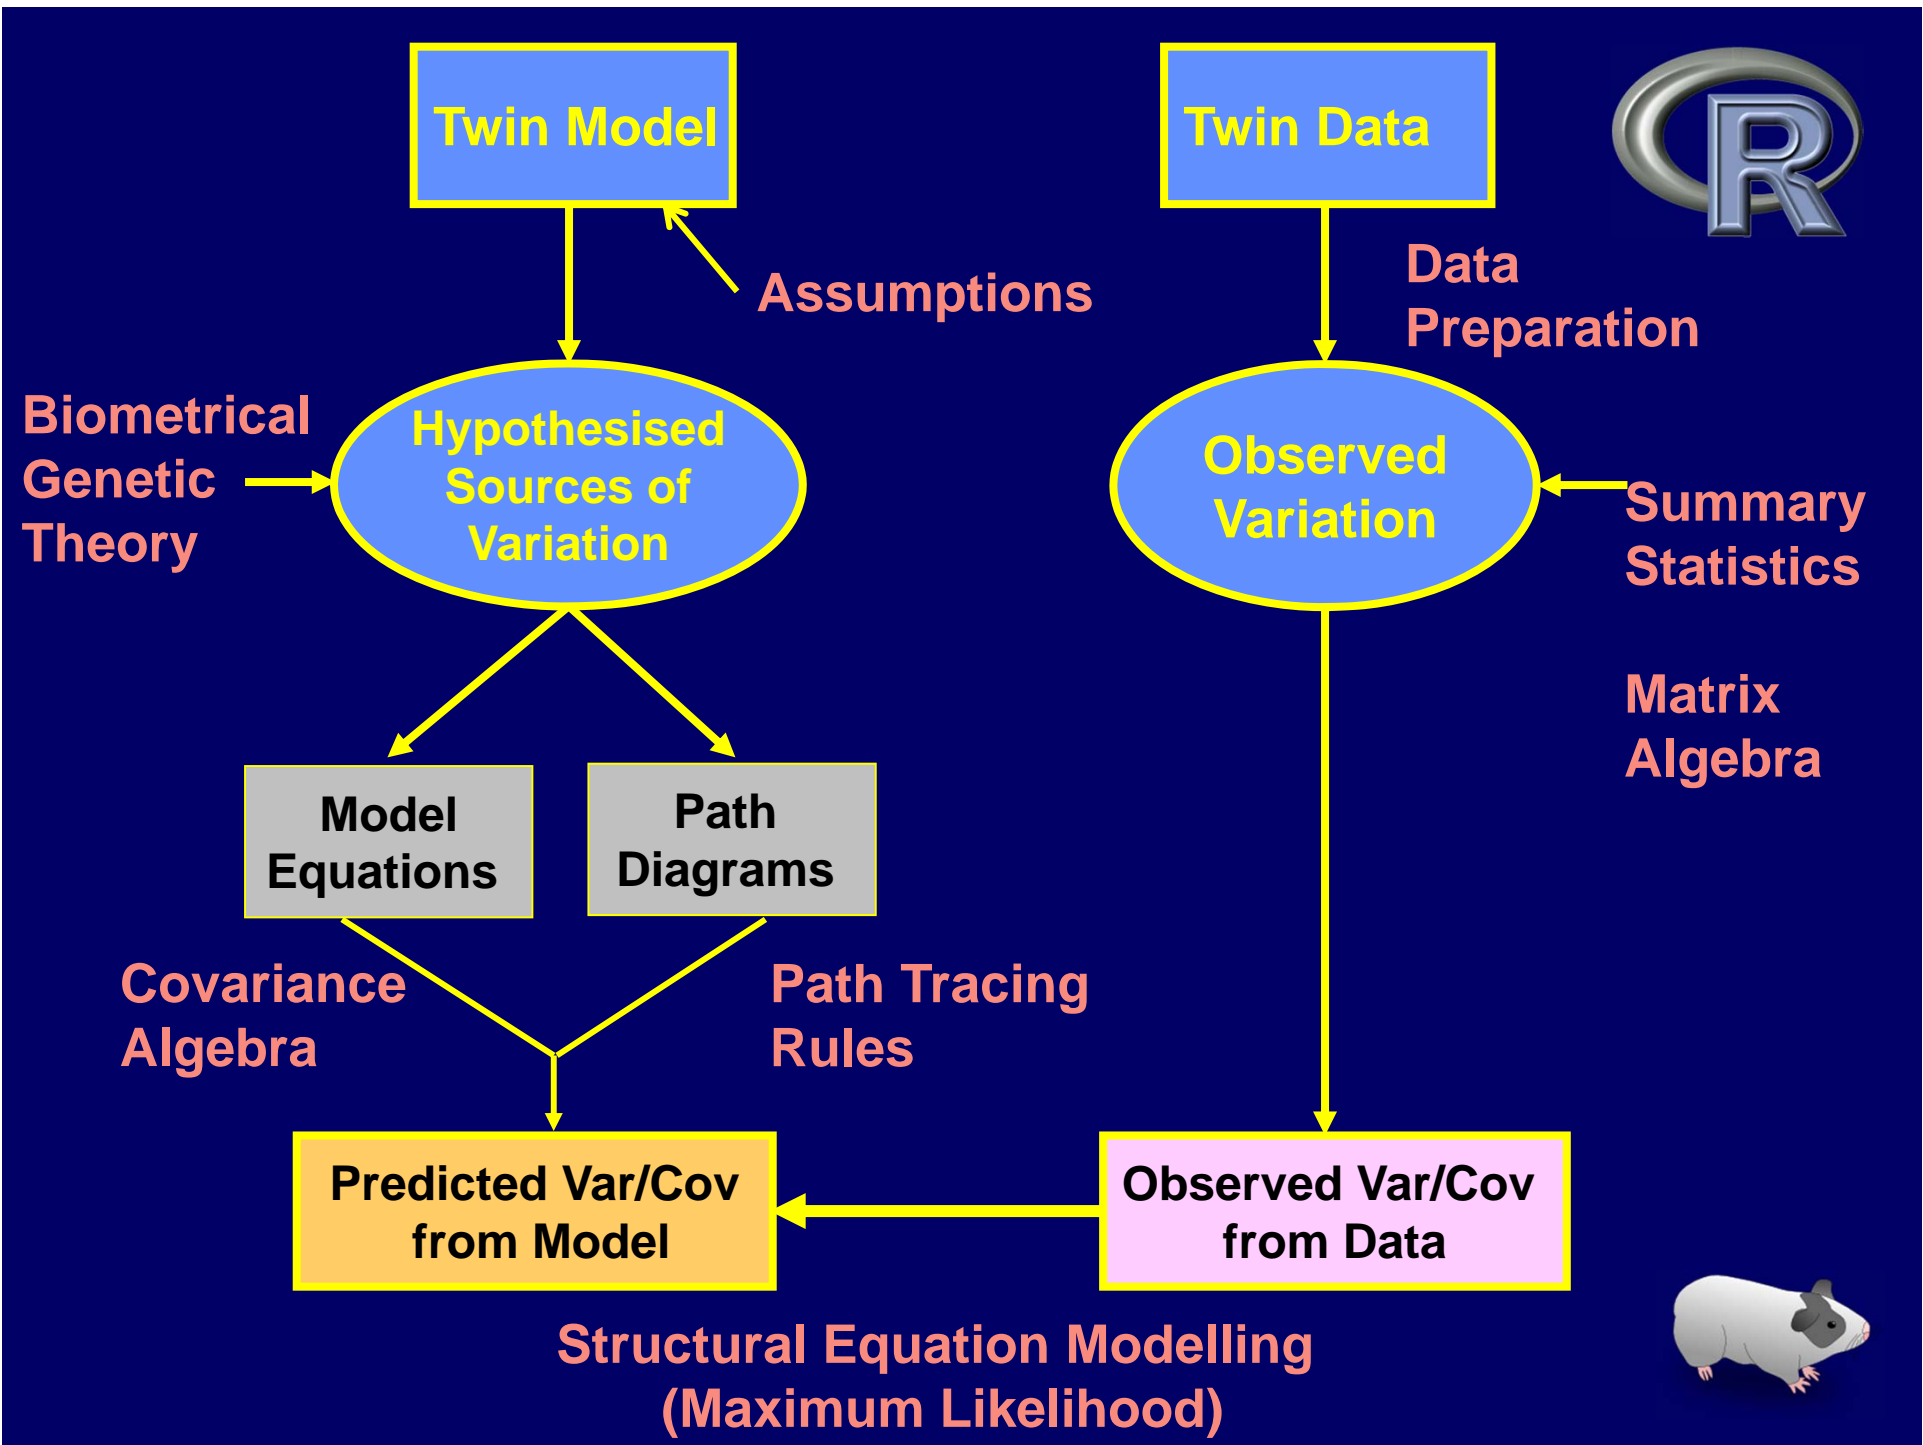 Twin Model
Twin Data
R
Assumptions
Data
Preparation
Biometrical
Genetic
Theory
Hypothesised
Sources of
Variation
Observed
Variation
Summary
Statistics
Matrix
Algebra
Model
Equations
Path
Diagrams
Covariance
Algebra
Path Tracing
Rules
Predicted Var/Cov
from Model
Observed Var/Cov
from Data
Structural Equation Modelling
(Maximum Likelihood)